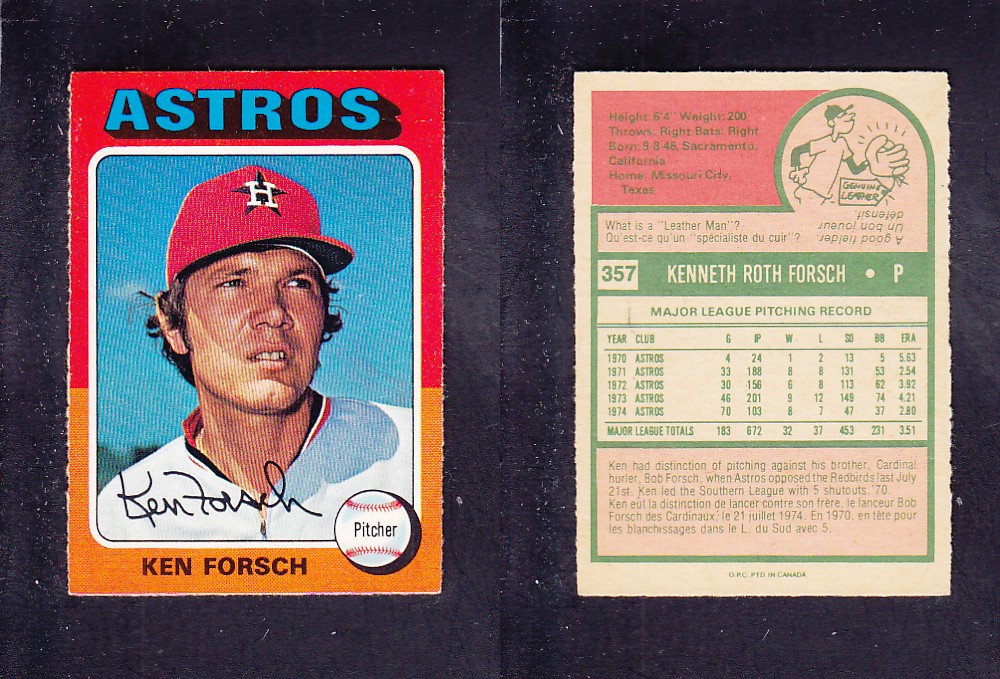 ASTROS
Ken Forsch
Pitcher
KEN FORSCH
Height: 6'4" Weight: 200
Throws: Right Bats: Right
Born: 9-8-46, Sacramento,
California
Home: Missouri City,
Texas
GENUINE
LEATHER
What is a "Leather Man"?
Qu'est-ce qu'un "spécialiste du cuir"?
A good fielder.
Un bon joueur
défensif.
357 KENNETH ROTH FORSCH • P
MAJOR LEAGUE PITCHING RECORD
YEAR CLUB G IP W L SO BB ERA
1970 ASTROS 4 24 1 2 13 5 5.63
1971 ASTROS 33 188 8 8 131 53 2.54
1972 ASTROS 30 156 6 8 113 62 3.92
1973 ASTROS 46 201 9 12 149 74 4.21
1974 ASTROS 70 103 8 7 47 37 2.80
MAJOR LEAGUE TOTALS 183 672 32 37 453 231 3.51
Ken had distinction of pitching against his brother, Cardinal
hurler, Bob Forsch, when Astros opposed the Redbirds last July
21st. Ken led the Southern League with 5 shutouts, '70.
Ken eut la distinction de lancer contre son frère, le lanceur Bob
Forsch des Cardinaux, le 21 juillet 1974. En 1970, en tête pour
les blanchissages dans le L. du Sud avec 5.
O.P.C. PTD. IN CANADA